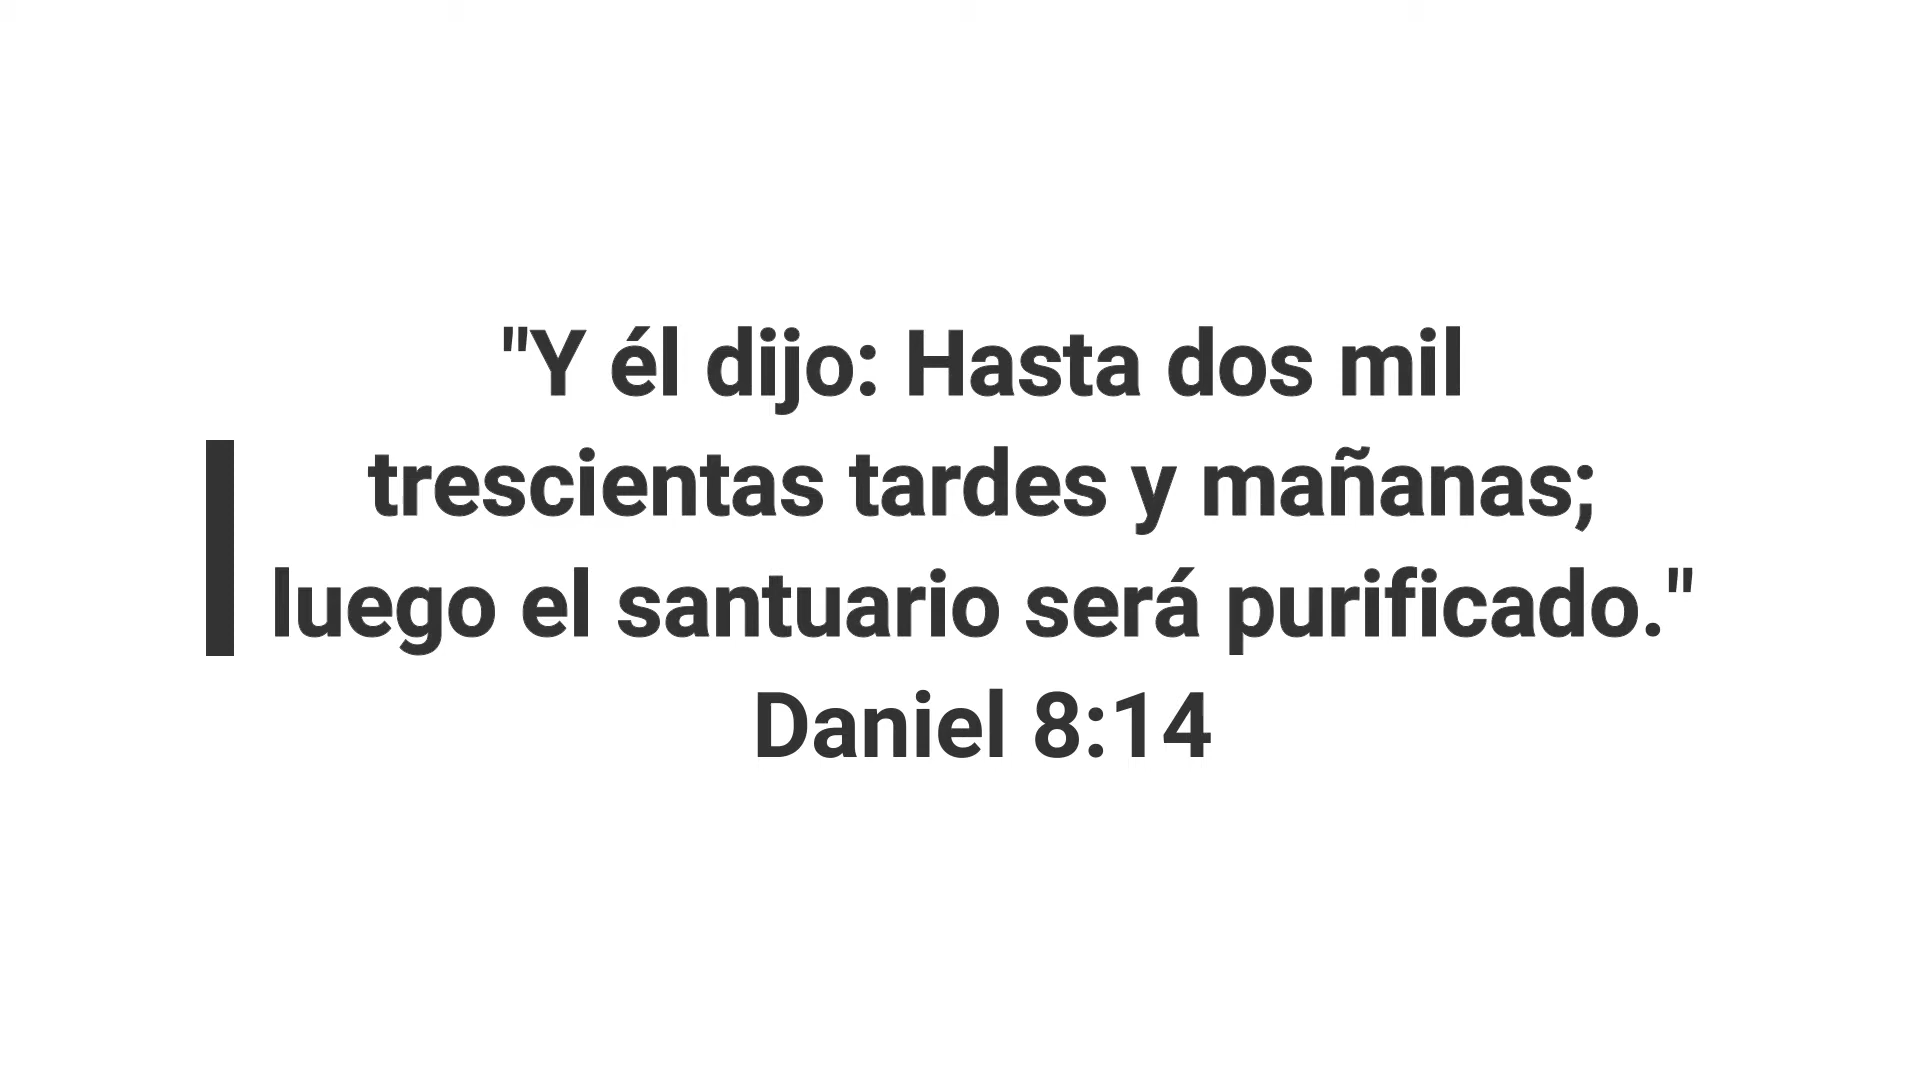 "Y él dijo: Hasta dos mil
trescientas tardes y mañanas;
luego el santuario será purificado."
Daniel 8:14